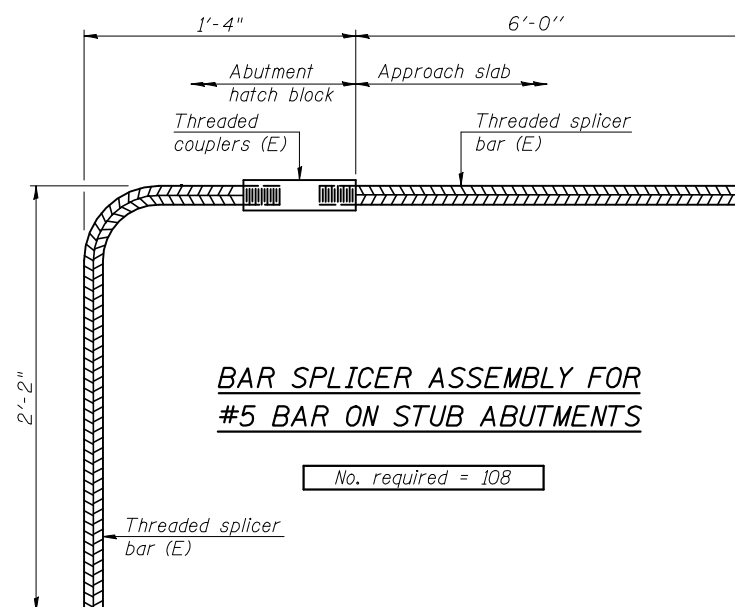 1'-4"
6'-0"
Abutment
hatch block
Approach slab
Threaded
couplers (E)
Threaded splicer
bar (E)
2'-2"
BAR SPLICER ASSEMBLY FOR
#5 BAR ON STUB ABUTMENTS
No. required = 108
Threaded splicer
bar (E)